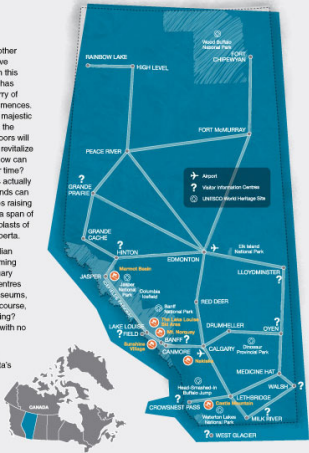 other
ve
n this
has
rry of
mences.
majestic
the
oors will
revitalize
ow can
r time?
actually
nds can
s raising
a span of
blasts of
berta.
dian
ming
gary
entres
useums,
course,
ing?
with no
ta's
CANADA
Wood Buffalo
National Park
FORT
CHIPEWYAN
RAINBOW LAKE
HIGH LEVEL
FORT McMURRAY
PEACE RIVER
Airport
Visitor Information Centres
UNESCO World Heritage Site
GRANDE
PRAIRIE
GRANDE
CACHE
HINTON
EDMONTON
Elk Island
National Park
LLOYDMINSTER
JASPER
Marmot Basin
Jasper
National Park
Columbia
Icefield
Banff
National Park
RED DEER
The Lake Louise
Ski Area
LAKE LOUISE
Mt. Norquay
FIELD
BANFF
Sunshine
Village
CANMORE
Nakiska
CALGARY
DRUMHELLER
OYEN
Dinosaur
Provincial Park
MEDICINE HAT
Head-Smashed-In
Buffalo Jump
WALSH
LETHBRIDGE
CROWSNEST PASS
Castle Mountain
Waterton Lakes
National Park
MILK RIVER
WEST GLACIER